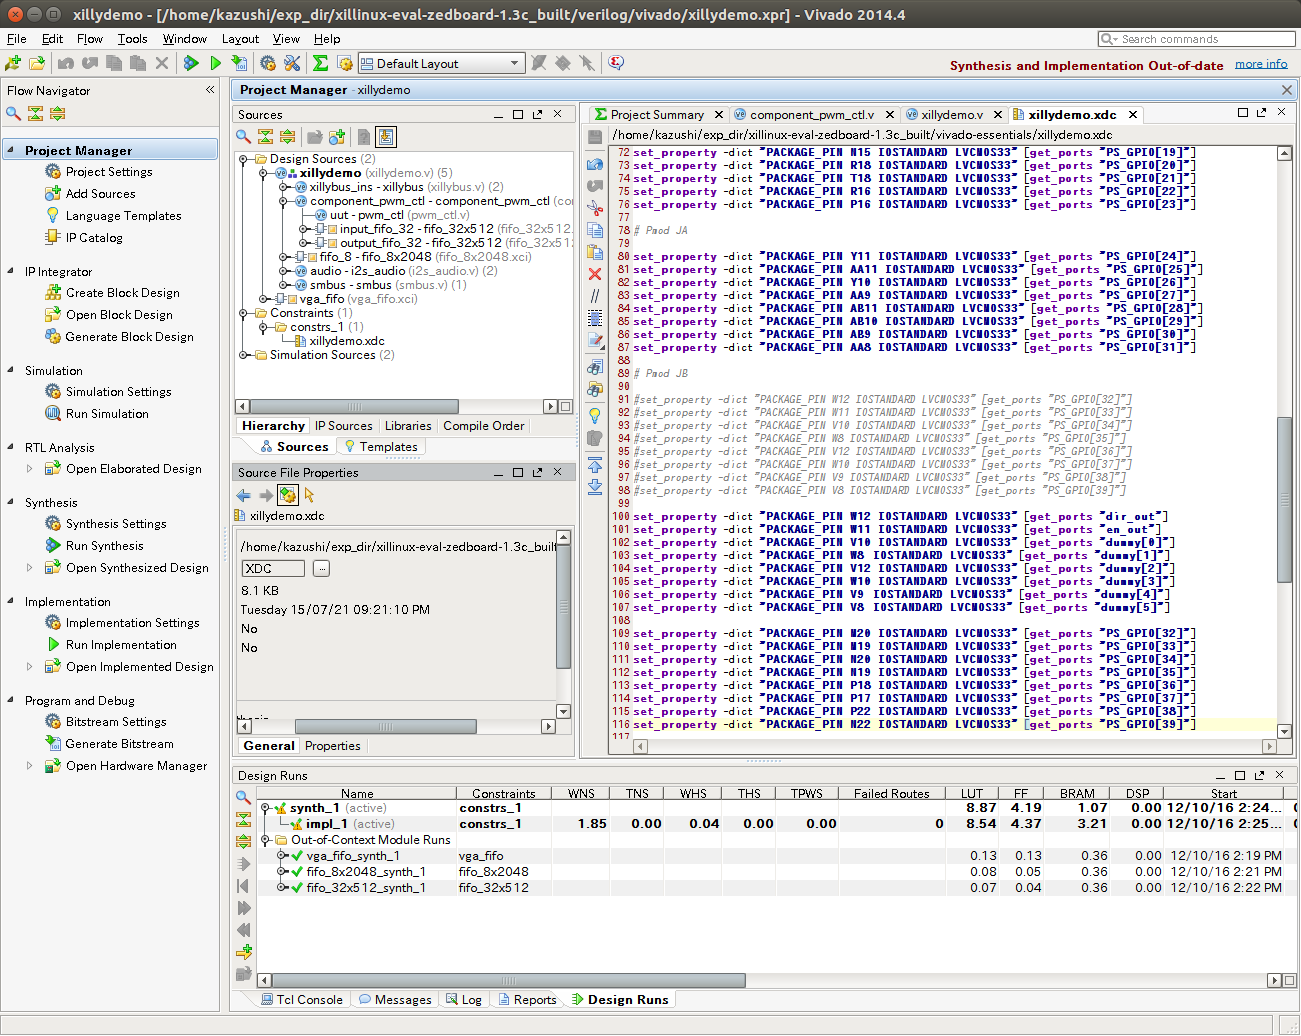 xillydemo - [/home/kazushi/exp_dir/xillinux-eval-zedboard-1.3c_built/verilog/vivado/xillydemo.xpr] - Vivado 2014.4
File Edit Flow Tools Window Layout View Help
Search commands
Default Layout
Synthesis and Implementation Out-of-date more info
Flow Navigator
Project Manager
Project Settings
Add Sources
Language Templates
IP Catalog
IP Integrator
Create Block Design
Open Block Design
Generate Block Design
Simulation
Simulation Settings
Run Simulation
RTL Analysis
Open Elaborated Design
Synthesis
Synthesis Settings
Run Synthesis
Open Synthesized Design
Implementation
Implementation Settings
Run Implementation
Open Implemented Design
Program and Debug
Bitstream Settings
Generate Bitstream
Open Hardware Manager
Project Manager - xillydemo
Sources
Design Sources (2)
xillydemo (xillydemo.v) (5)
xillybus_ins - xillybus (xillybus.v) (2)
component_pwm_ctl - component_pwm_ctl (con
uut - pwm_ctl (pwm_ctl.v)
input_fifo_32 - fifo_32x512 (fifo_32x512.
output_fifo_32 - fifo_32x512 (fifo_32x51
fifo_8 - fifo_8x2048 (fifo_8x2048.xci)
audio - i2s_audio (i2s_audio.v) (2)
smbus - smbus (smbus.v) (1)
vga_fifo (vga_fifo.xci)
Constraints (1)
constrs_1 (1)
xillydemo.xdc
Simulation Sources (2)
Hierarchy IP Sources Libraries Compile Order
Sources Templates
Source File Properties
xillydemo.xdc
/home/kazushi/exp_dir/xillinux-eval-zedboard-1.3c_built
XDC ...
8.1 KB
Tuesday 15/07/21 09:21:10 PM
No
No
General Properties
Project Summary component_pwm_ctl.v xillydemo.v xillydemo.xdc
/home/kazushi/exp_dir/xillinux-eval-zedboard-1.3c_built/vivado-essentials/xillydemo.xdc
72 set_property -dict "PACKAGE_PIN N15 IOSTANDARD LVCMOS33" [get_ports "PS_GPIO[19]"]
73 set_property -dict "PACKAGE_PIN R18 IOSTANDARD LVCMOS33" [get_ports "PS_GPIO[20]"]
74 set_property -dict "PACKAGE_PIN T18 IOSTANDARD LVCMOS33" [get_ports "PS_GPIO[21]"]
75 set_property -dict "PACKAGE_PIN R16 IOSTANDARD LVCMOS33" [get_ports "PS_GPIO[22]"]
76 set_property -dict "PACKAGE_PIN P16 IOSTANDARD LVCMOS33" [get_ports "PS_GPIO[23]"]
77
78 # Pmod JA
79
80 set_property -dict "PACKAGE_PIN Y11 IOSTANDARD LVCMOS33" [get_ports "PS_GPIO[24]"]
81 set_property -dict "PACKAGE_PIN AA11 IOSTANDARD LVCMOS33" [get_ports "PS_GPIO[25]"]
82 set_property -dict "PACKAGE_PIN Y10 IOSTANDARD LVCMOS33" [get_ports "PS_GPIO[26]"]
83 set_property -dict "PACKAGE_PIN AA9 IOSTANDARD LVCMOS33" [get_ports "PS_GPIO[27]"]
84 set_property -dict "PACKAGE_PIN AB11 IOSTANDARD LVCMOS33" [get_ports "PS_GPIO[28]"]
85 set_property -dict "PACKAGE_PIN AB10 IOSTANDARD LVCMOS33" [get_ports "PS_GPIO[29]"]
86 set_property -dict "PACKAGE_PIN AB9 IOSTANDARD LVCMOS33" [get_ports "PS_GPIO[30]"]
87 set_property -dict "PACKAGE_PIN AA8 IOSTANDARD LVCMOS33" [get_ports "PS_GPIO[31]"]
88
89 # Pmod JB
90
91 #set_property -dict "PACKAGE_PIN W12 IOSTANDARD LVCMOS33" [get_ports "PS_GPIO[32]"]
92 #set_property -dict "PACKAGE_PIN W11 IOSTANDARD LVCMOS33" [get_ports "PS_GPIO[33]"]
93 #set_property -dict "PACKAGE_PIN V10 IOSTANDARD LVCMOS33" [get_ports "PS_GPIO[34]"]
94 #set_property -dict "PACKAGE_PIN W8 IOSTANDARD LVCMOS33" [get_ports "PS_GPIO[35]"]
95 #set_property -dict "PACKAGE_PIN V12 IOSTANDARD LVCMOS33" [get_ports "PS_GPIO[36]"]
96 #set_property -dict "PACKAGE_PIN W10 IOSTANDARD LVCMOS33" [get_ports "PS_GPIO[37]"]
97 #set_property -dict "PACKAGE_PIN V9 IOSTANDARD LVCMOS33" [get_ports "PS_GPIO[38]"]
98 #set_property -dict "PACKAGE_PIN V8 IOSTANDARD LVCMOS33" [get_ports "PS_GPIO[39]"]
99
100 set_property -dict "PACKAGE_PIN W12 IOSTANDARD LVCMOS33" [get_ports "dir_out"]
101 set_property -dict "PACKAGE_PIN W11 IOSTANDARD LVCMOS33" [get_ports "en_out"]
102 set_property -dict "PACKAGE_PIN V10 IOSTANDARD LVCMOS33" [get_ports "dummy[0]"]
103 set_property -dict "PACKAGE_PIN W8 IOSTANDARD LVCMOS33" [get_ports "dummy[1]"]
104 set_property -dict "PACKAGE_PIN V12 IOSTANDARD LVCMOS33" [get_ports "dummy[2]"]
105 set_property -dict "PACKAGE_PIN W10 IOSTANDARD LVCMOS33" [get_ports "dummy[3]"]
106 set_property -dict "PACKAGE_PIN V9 IOSTANDARD LVCMOS33" [get_ports "dummy[4]"]
107 set_property -dict "PACKAGE_PIN V8 IOSTANDARD LVCMOS33" [get_ports "dummy[5]"]
108
109 set_property -dict "PACKAGE_PIN M20 IOSTANDARD LVCMOS33" [get_ports "PS_GPIO[32]"]
110 set_property -dict "PACKAGE_PIN M19 IOSTANDARD LVCMOS33" [get_ports "PS_GPIO[33]"]
111 set_property -dict "PACKAGE_PIN N20 IOSTANDARD LVCMOS33" [get_ports "PS_GPIO[34]"]
112 set_property -dict "PACKAGE_PIN N19 IOSTANDARD LVCMOS33" [get_ports "PS_GPIO[35]"]
113 set_property -dict "PACKAGE_PIN P18 IOSTANDARD LVCMOS33" [get_ports "PS_GPIO[36]"]
114 set_property -dict "PACKAGE_PIN P17 IOSTANDARD LVCMOS33" [get_ports "PS_GPIO[37]"]
115 set_property -dict "PACKAGE_PIN P22 IOSTANDARD LVCMOS33" [get_ports "PS_GPIO[38]"]
116 set_property -dict "PACKAGE_PIN N22 IOSTANDARD LVCMOS33" [get_ports "PS_GPIO[39]"]
117
Design Runs
Name Constraints WNS TNS WHS THS TPWS Failed Routes LUT FF BRAM DSP Start
synth_1 (active) constrs_1 8.87 4.19 1.07 0.00 12/10/16 2:24...
impl_1 (active) constrs_1 1.85 0.00 0.04 0.00 0.00 0 8.54 4.37 3.21 0.00 12/10/16 2:25...
Out-of-Context Module Runs
vga_fifo_synth_1 vga_fifo 0.13 0.13 0.36 0.00 12/10/16 2:19 PM
fifo_8x2048_synth_1 fifo_8x2048 0.08 0.05 0.36 0.00 12/10/16 2:21 PM
fifo_32x512_synth_1 fifo_32x512 0.07 0.04 0.36 0.00 12/10/16 2:22 PM
Tcl Console Messages Log Reports Design Runs